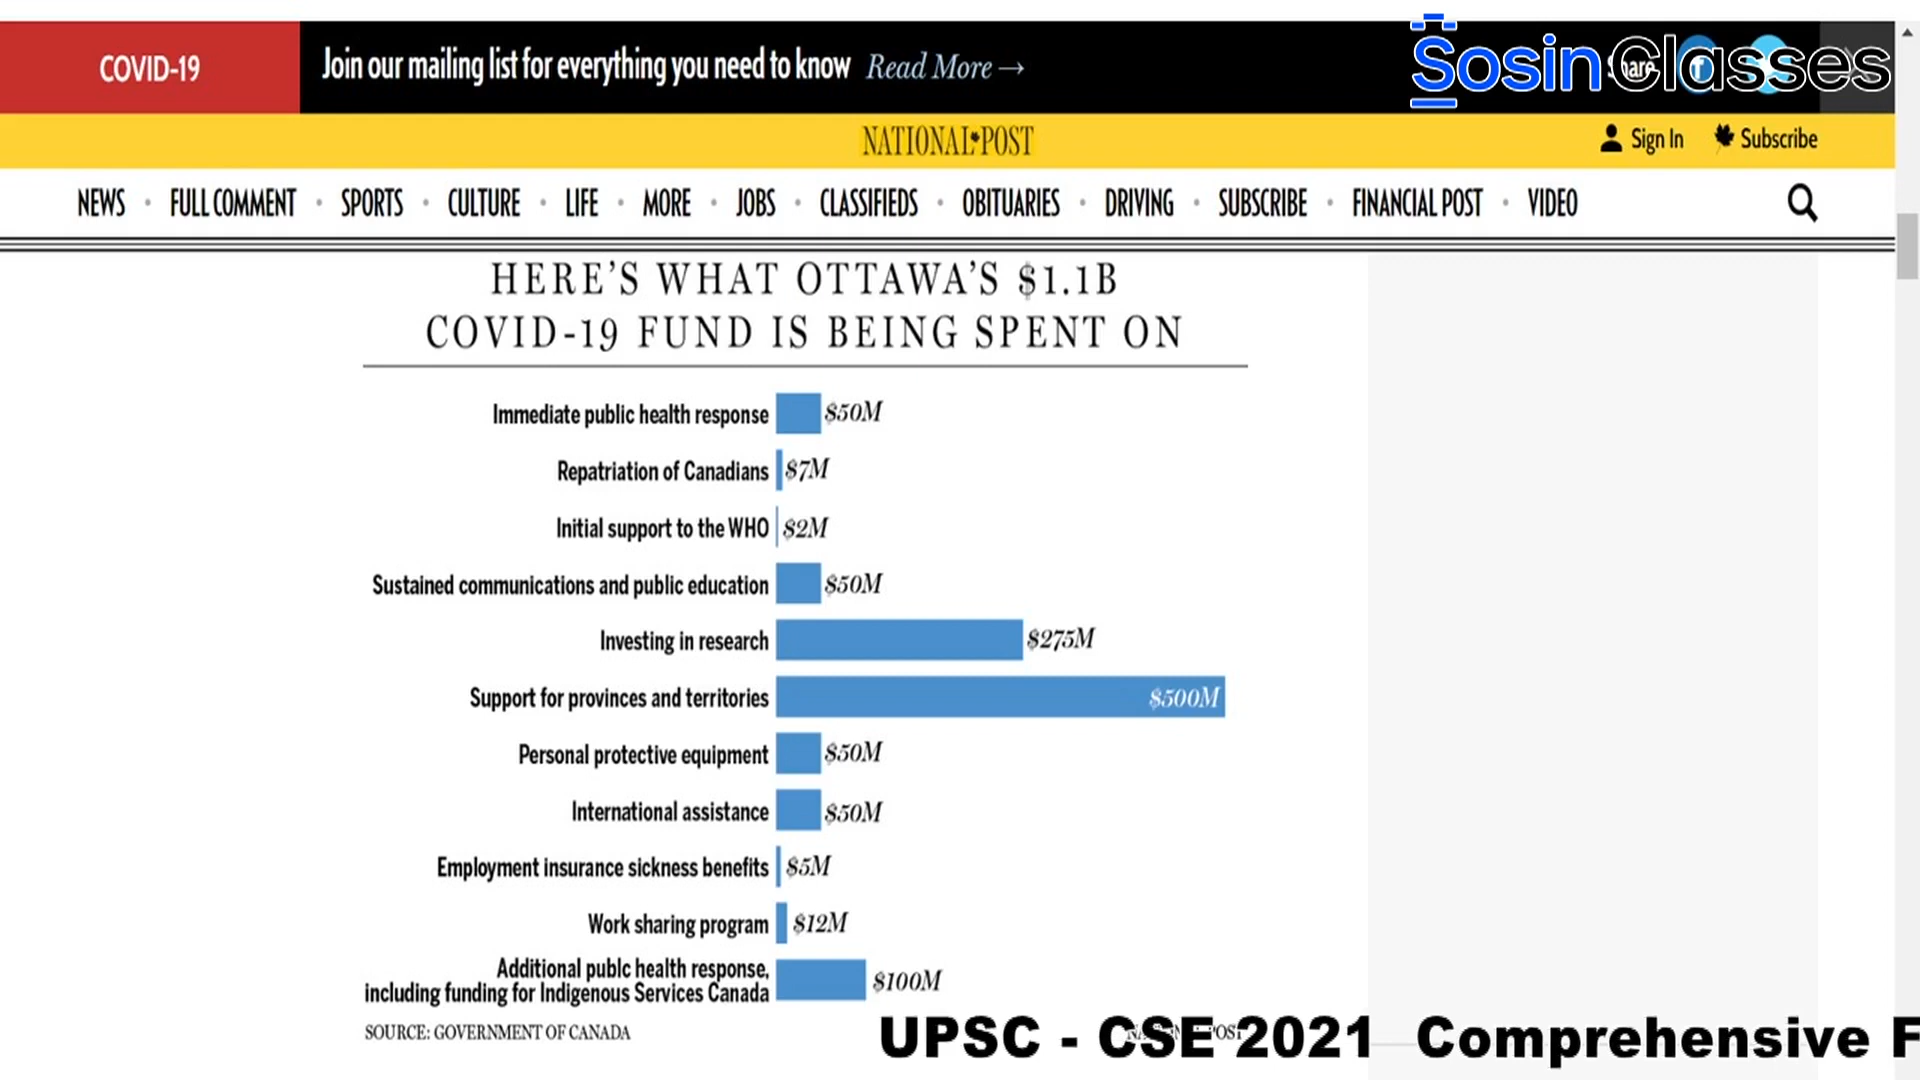 COVID-19
Join our mailing list for everything you need to know Read More →
Share
SosinClasses
NATIONAL POST
Sign In
Subscribe
NEWS • FULL COMMENT • SPORTS • CULTURE • LIFE • MORE • JOBS • CLASSIFIEDS • OBITUARIES • DRIVING • SUBSCRIBE • FINANCIAL POST • VIDEO
HERE'S WHAT OTTAWA'S $1.1B
COVID-19 FUND IS BEING SPENT ON
Immediate public health response $50M
Repatriation of Canadians $7M
Initial support to the WHO $2M
Sustained communications and public education $50M
Investing in research $275M
Support for provinces and territories $500M
Personal protective equipment $50M
International assistance $50M
Employment insurance sickness benefits $5M
Work sharing program $12M
Additional publc health response,
including funding for Indigenous Services Canada $100M
SOURCE: GOVERNMENT OF CANADA
UPSC - CSE 2021 Comprehensive F